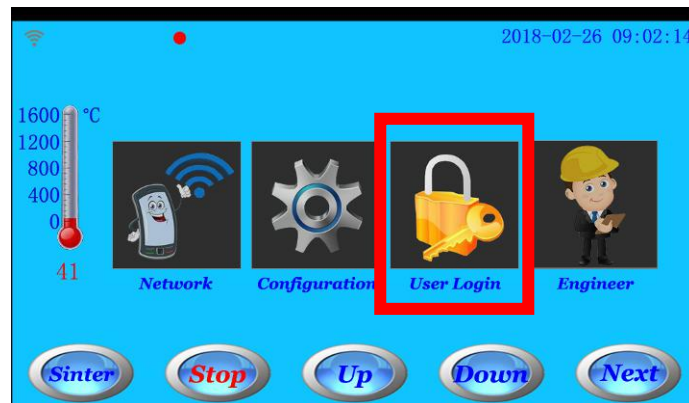 2018-02-26 09:02:14
1600 °C
1200
800
400
0
41
Network Configuration User Login Engineer
Sinter Stop Up Down Next